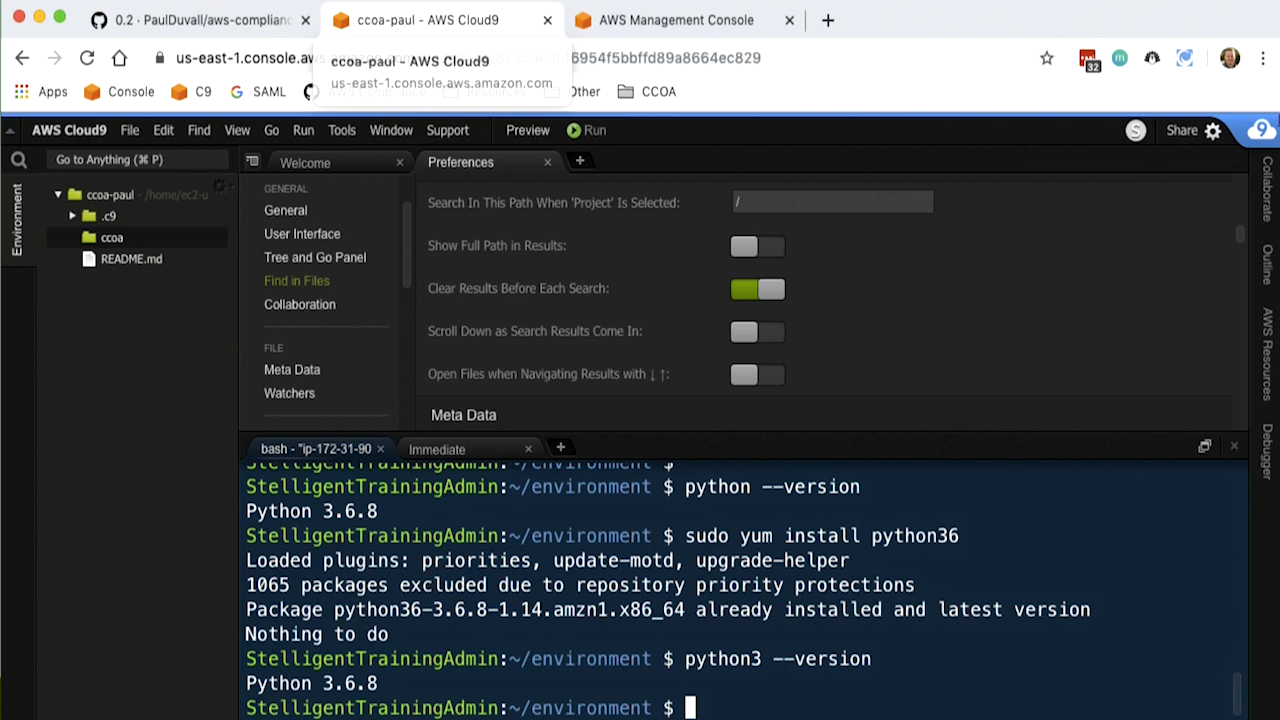 0.2 · PaulDuvall/aws-complianc
ccoa-paul - AWS Cloud9
AWS Management Console
us-east-1.console.aws
6954f5bbffd89a8664ec829
32
m
ccoa-paul - AWS Cloud9
us-east-1.console.aws.amazon.com
Apps
Console
C9
SAML
Other
CCOA
AWS Cloud9 File Edit Find View Go Run Tools Window Support Preview Run
S
Share
9
Go to Anything (⌘ P)
Welcome
Preferences
Environment
ccoa-paul - /home/ec2-u
.c9
ccoa
README.md
GENERAL
General
User Interface
Tree and Go Panel
Find in Files
Collaboration
FILE
Meta Data
Watchers
Search In This Path When 'Project' Is Selected:
/
Show Full Path in Results:
Clear Results Before Each Search:
Scroll Down as Search Results Come In:
Open Files when Navigating Results with ↓ ↑:
Meta Data
Collaborate
Outline
AWS Resources
Debugger
bash - "ip-172-31-90
Immediate
StelligentTrainingAdmin:~/environment $
StelligentTrainingAdmin:~/environment $ python --version
Python 3.6.8
StelligentTrainingAdmin:~/environment $ sudo yum install python36
Loaded plugins: priorities, update-motd, upgrade-helper
1065 packages excluded due to repository priority protections
Package python36-3.6.8-1.14.amzn1.x86_64 already installed and latest version
Nothing to do
StelligentTrainingAdmin:~/environment $ python3 --version
Python 3.6.8
StelligentTrainingAdmin:~/environment $